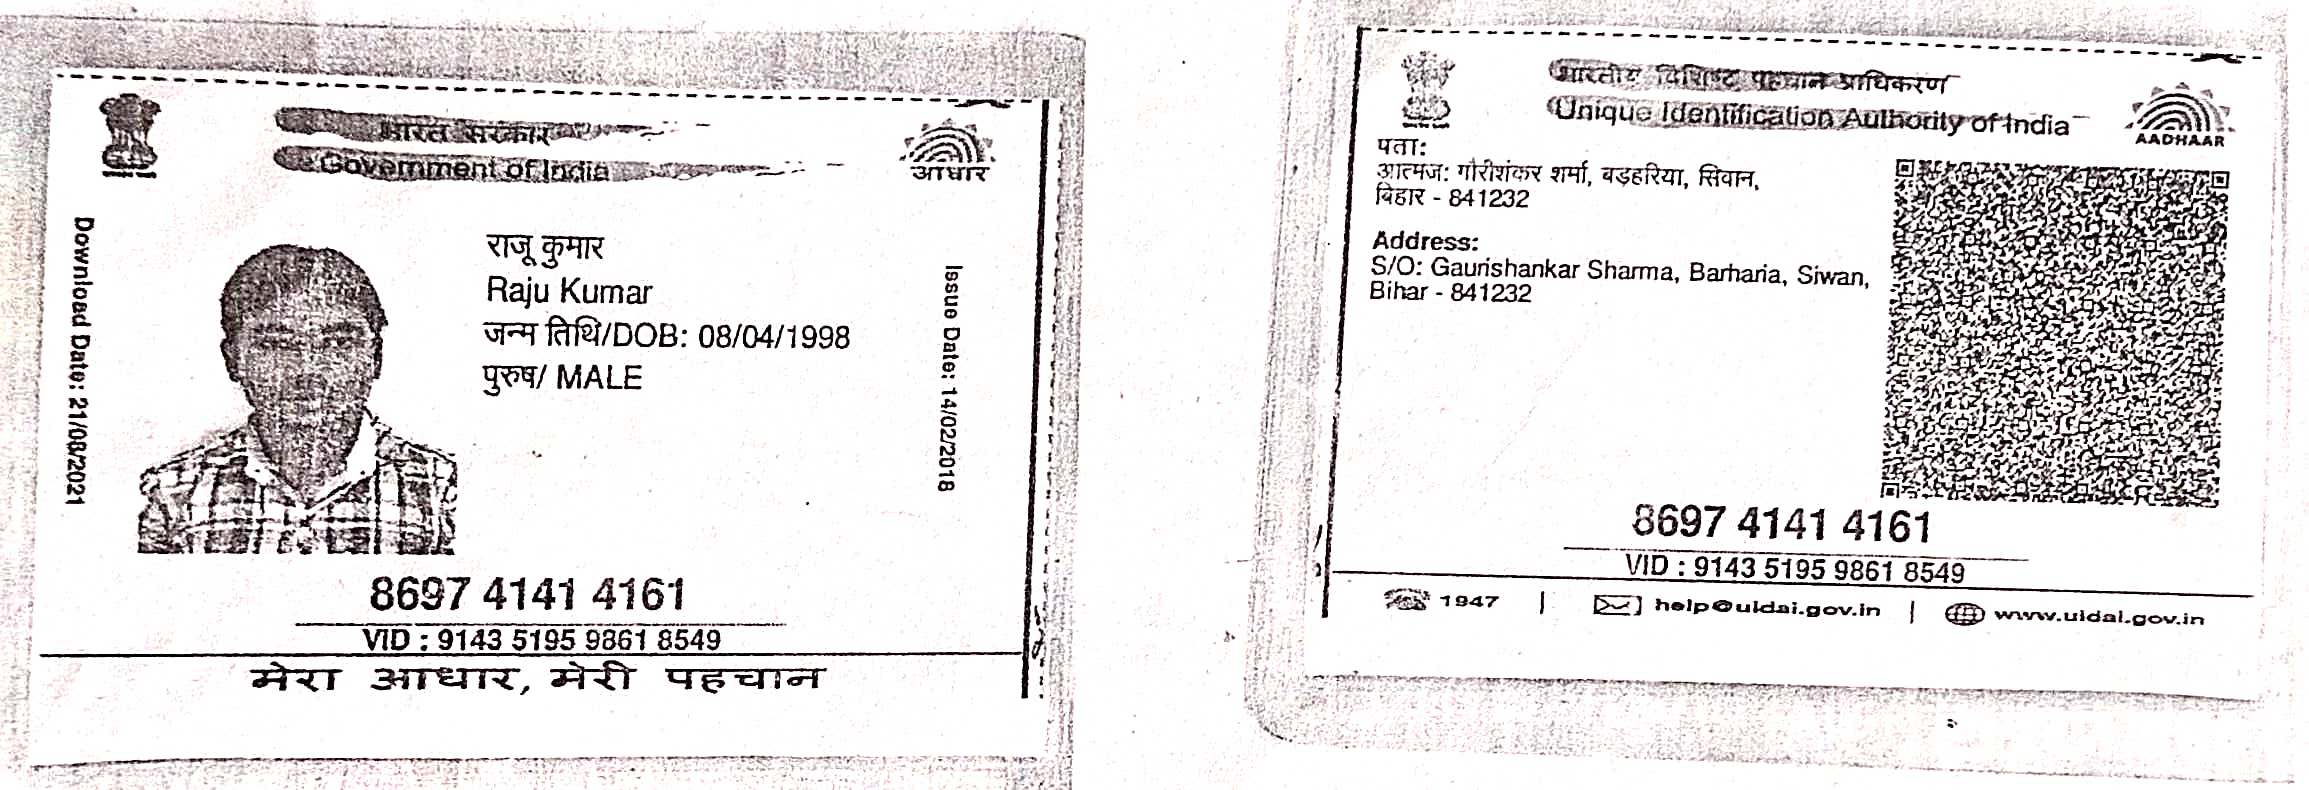 भारत सरकार
Government of India
आधार
Download Date: 21/08/2021
राजू कुमार
Raju Kumar
जन्म तिथि/DOB: 08/04/1998
पुरुष/ MALE
Issue Date: 14/02/2018
8697 4141 4161
VID : 9143 5195 9861 8549
मेरा आधार, मेरी पहचान
भारतीय विशिष्ट पहचान प्राधिकरण
Unique Identification Authority of India
AADHAAR
पता:
आत्मज: गौरीशंकर शर्मा, बड़हरिया, सिवान,
बिहार - 841232
Address:
S/O: Gaurishankar Sharma, Barharia, Siwan,
Bihar - 841232
8697 4141 4161
VID : 9143 5195 9861 8549
1947 | help@uidai.gov.in | www.uidai.gov.in